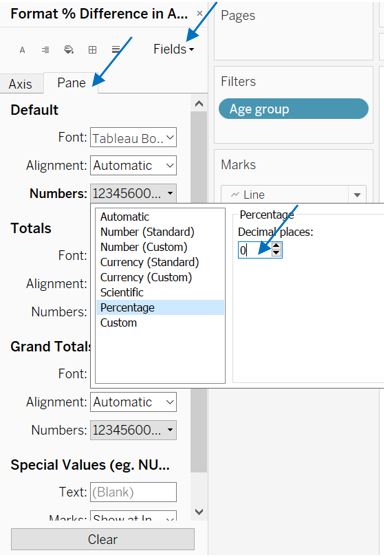 Format % Difference in A... ×
Fields
Axis
Pane
Default
Font: Tableau Bo..
Alignment: Automatic
Numbers: 12345600...
Totals
Font:
Alignment:
Numbers:
Grand Totals
Font:
Alignment: Automatic
Numbers: 12345600...
Special Values (eg. NU...
Text: (Blank)
Marks: Show at In
Clear
Automatic
Number (Standard)
Number (Custom)
Currency (Standard)
Currency (Custom)
Scientific
Percentage
Custom
Percentage
Decimal places:
0
Pages
Filters
Age group
Marks
Line